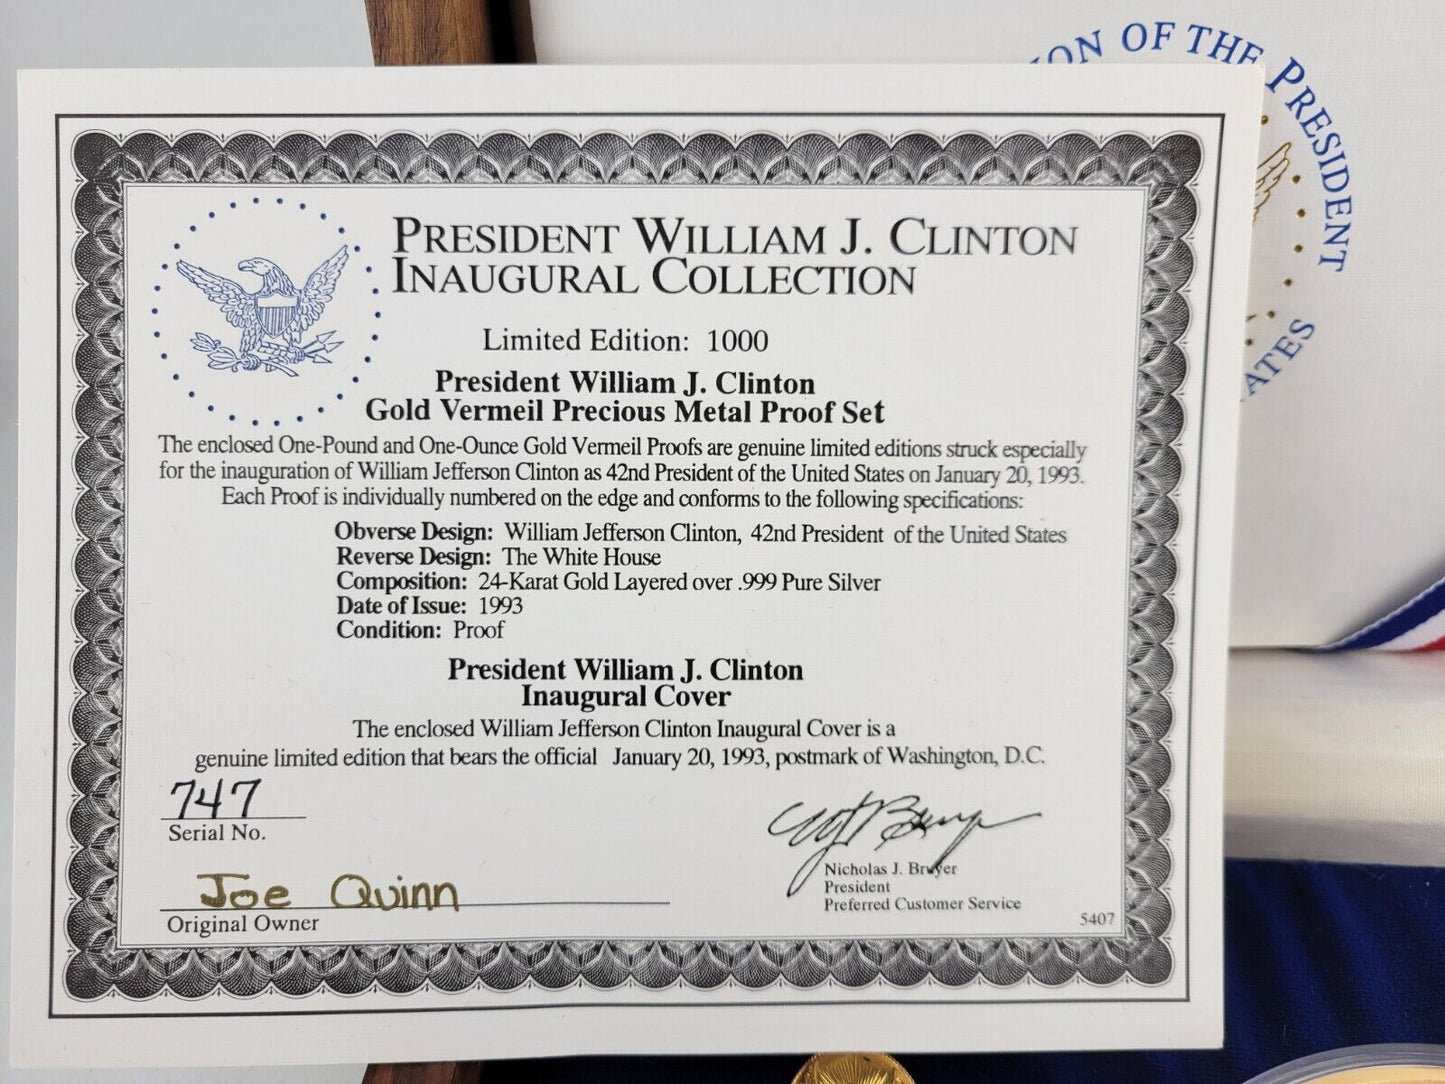 PRESIDENT WILLIAM J. CLINTON
INAUGURAL COLLECTION
Limited Edition: 1000
President William J. Clinton
Gold Vermeil Precious Metal Proof Set
The enclosed One-Pound and One-Ounce Gold Vermeil Proofs are genuine limited editions struck especially
for the inauguration of William Jefferson Clinton as 42nd President of the United States on January 20, 1993.
Each Proof is individually numbered on the edge and conforms to the following specifications:
Obverse Design: William Jefferson Clinton, 42nd President of the United States
Reverse Design: The White House
Composition: 24-Karat Gold Layered over .999 Pure Silver
Date of Issue: 1993
Condition: Proof
President William J. Clinton
Inaugural Cover
The enclosed William Jefferson Clinton Inaugural Cover is a
genuine limited edition that bears the official January 20, 1993, postmark of Washington, D.C.
747
Serial No.
Joe Quinn
Original Owner
Nicholas J. Bruyer
President
Preferred Customer Service
5407
OF THE PRESIDENT